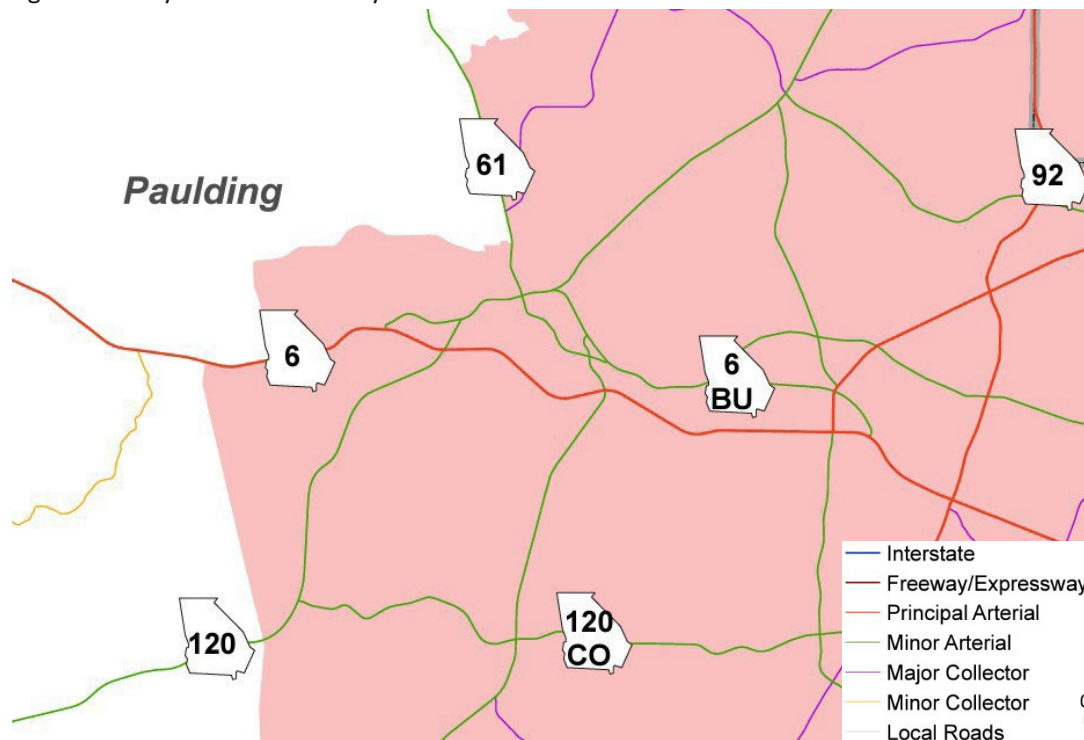 61
92
Paulding
6
6
BU
120
120
CO
Interstate
Freeway/Expressway
Principal Arterial
Minor Arterial
Major Collector
Minor Collector
Local Roads